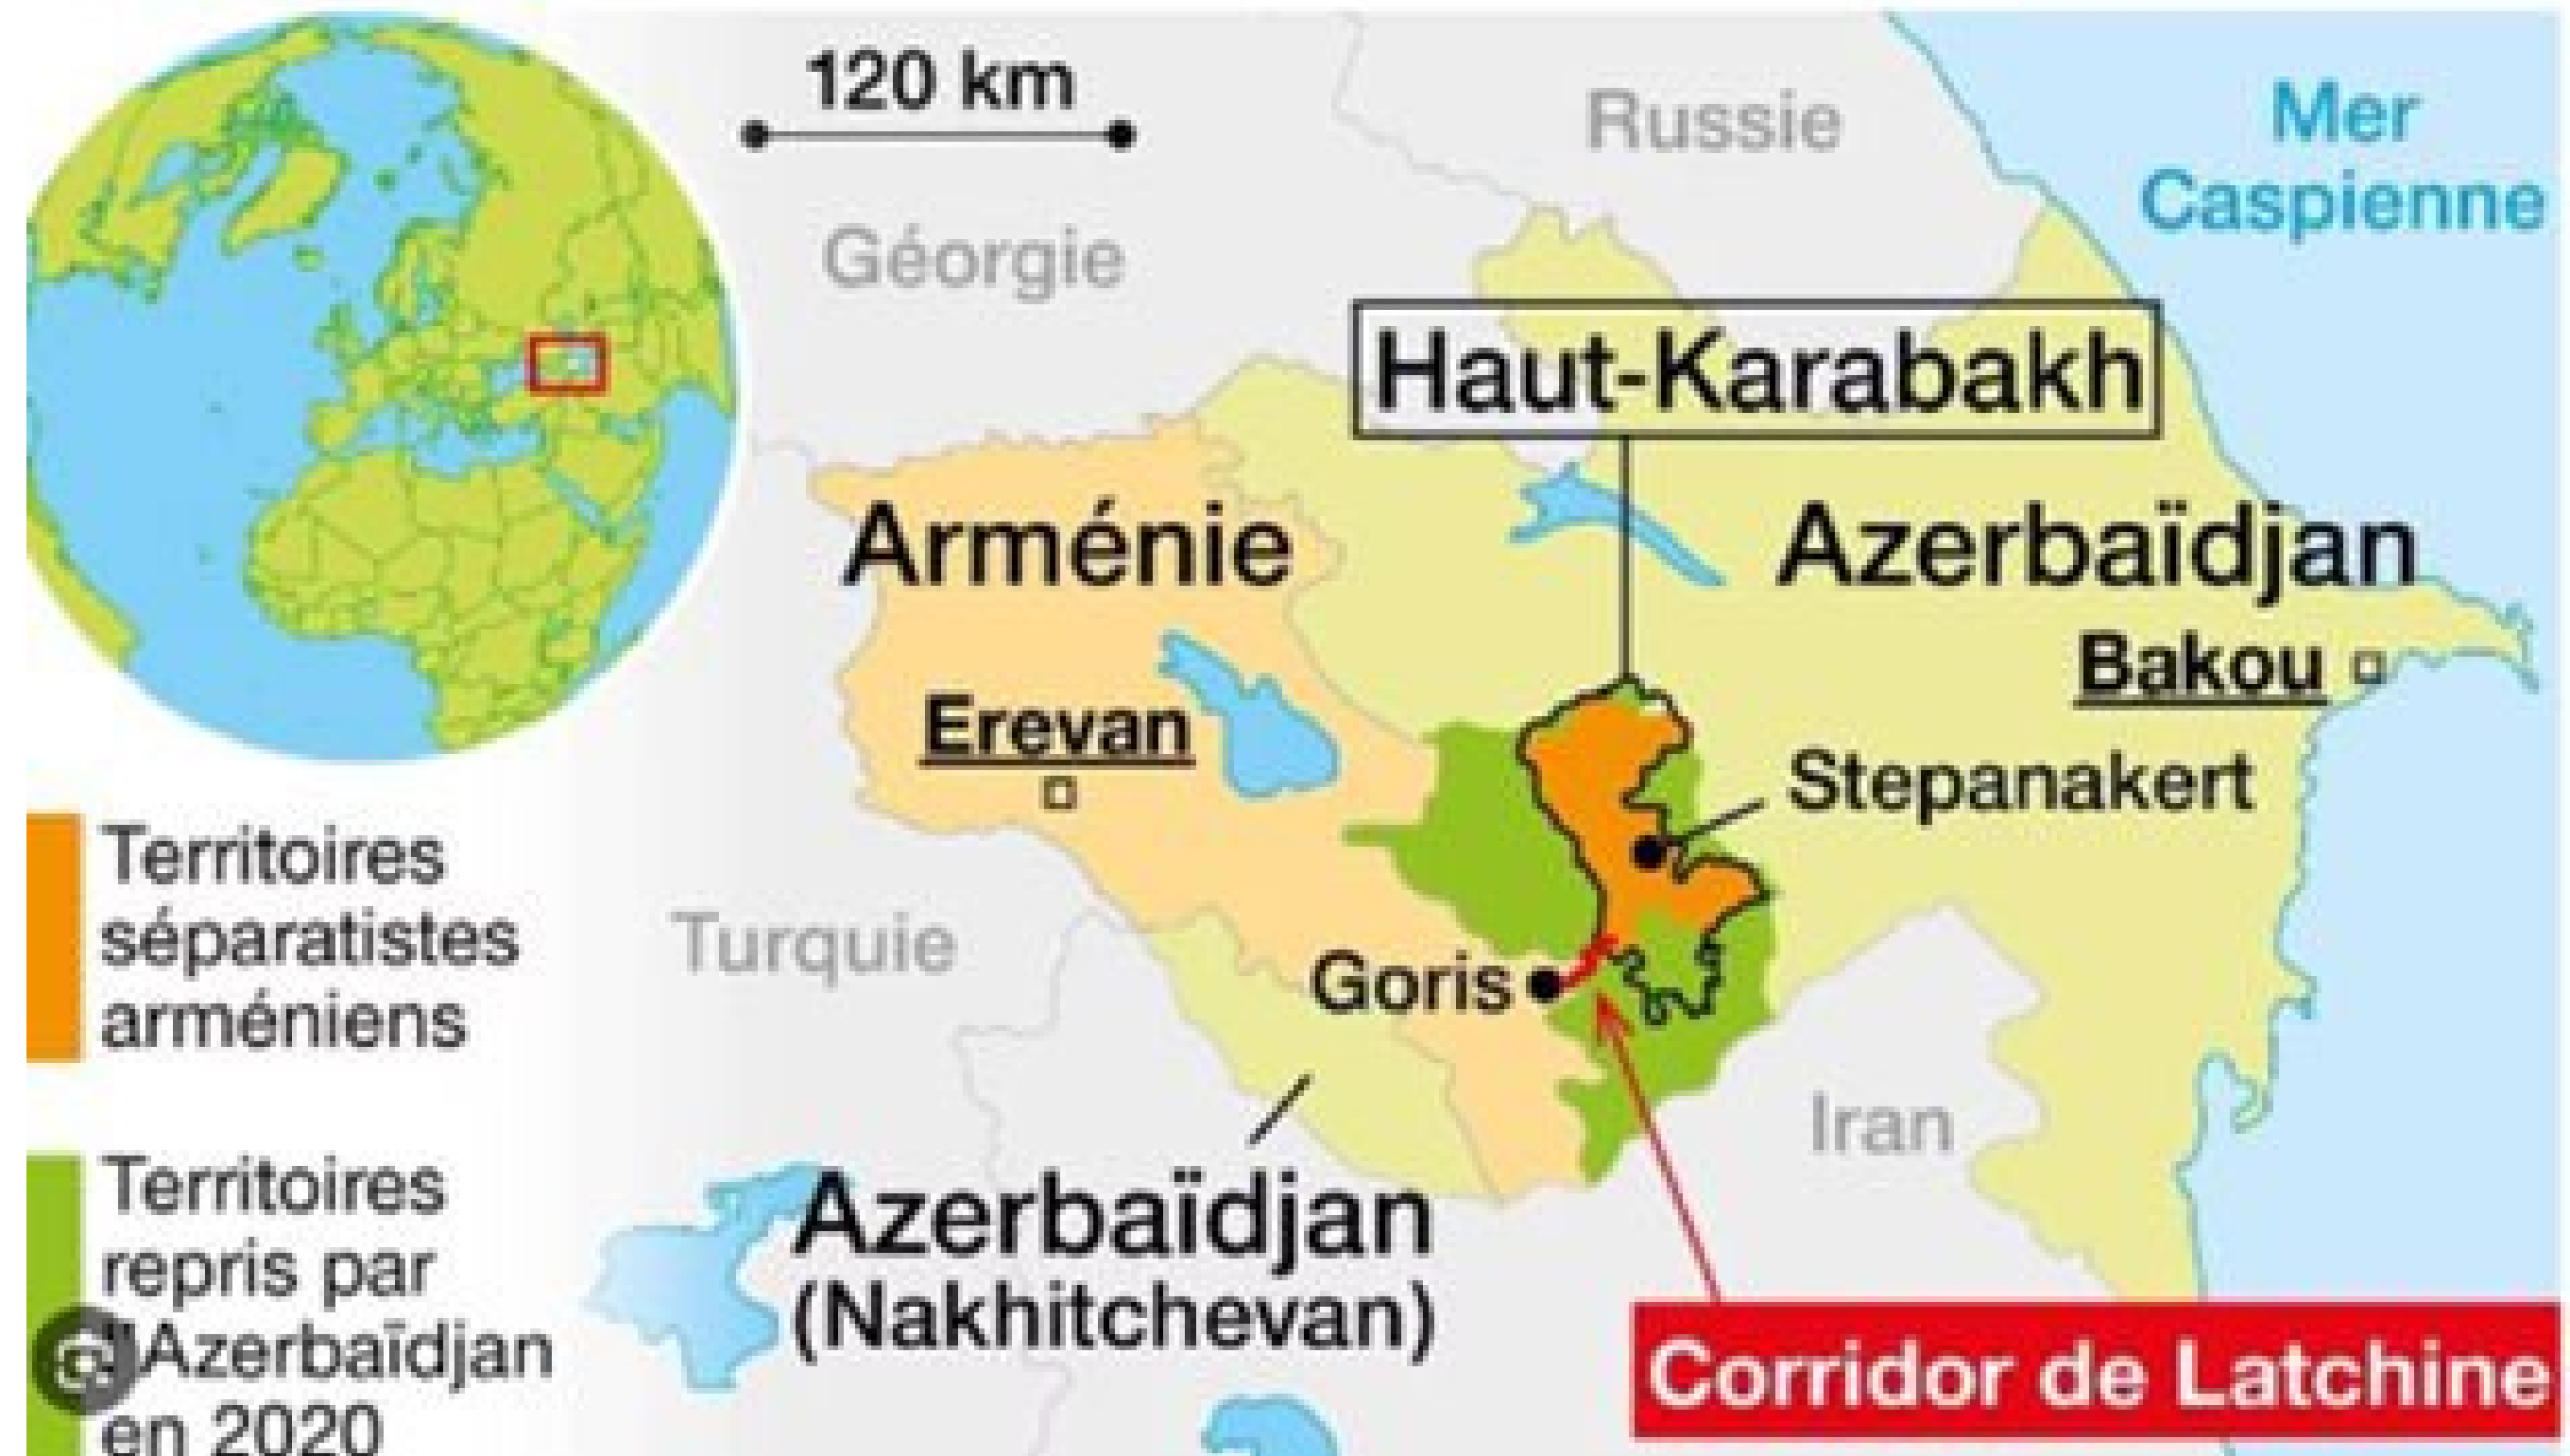 120 km
Russie
Mer
Caspienne
Géorgie
Haut-Karabakh
Arménie
Azerbaïdjan
Bakou
Erevan
Stepanakert
Territoires
séparatistes
arméniens
Turquie
Goris
Iran
Territoires
repris par
Azerbaïdjan
en 2020
Azerbaïdjan
(Nakhitchevan)
Corridor de Latchine